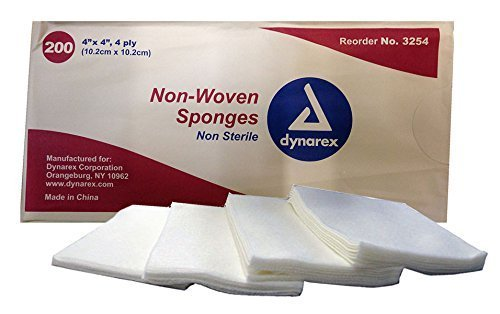 200
4"x 4", 4 ply
(10.2cm x 10.2cm)
Reorder No. 3254
Non-Woven
Sponges
Non Sterile
dynarex
Manufactured for:
Dynarex Corporation
Orangeburg, NY 10962
www.dynarex.com
Made in China